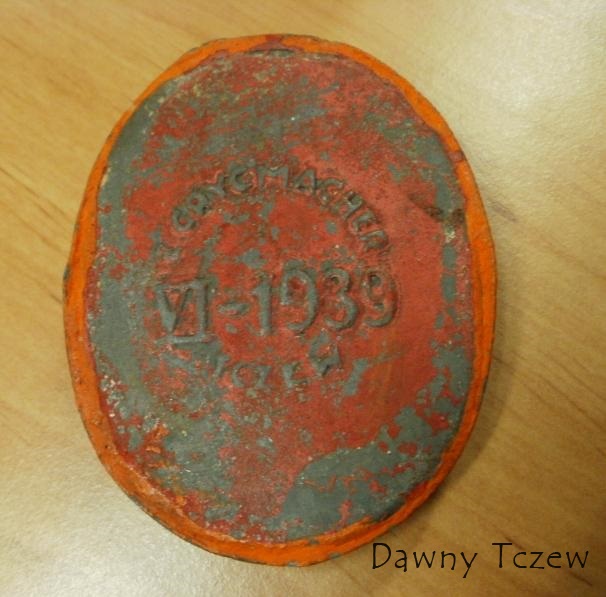 GRYCMACHER
VI-1939
TCZEW
Dawny Tczew